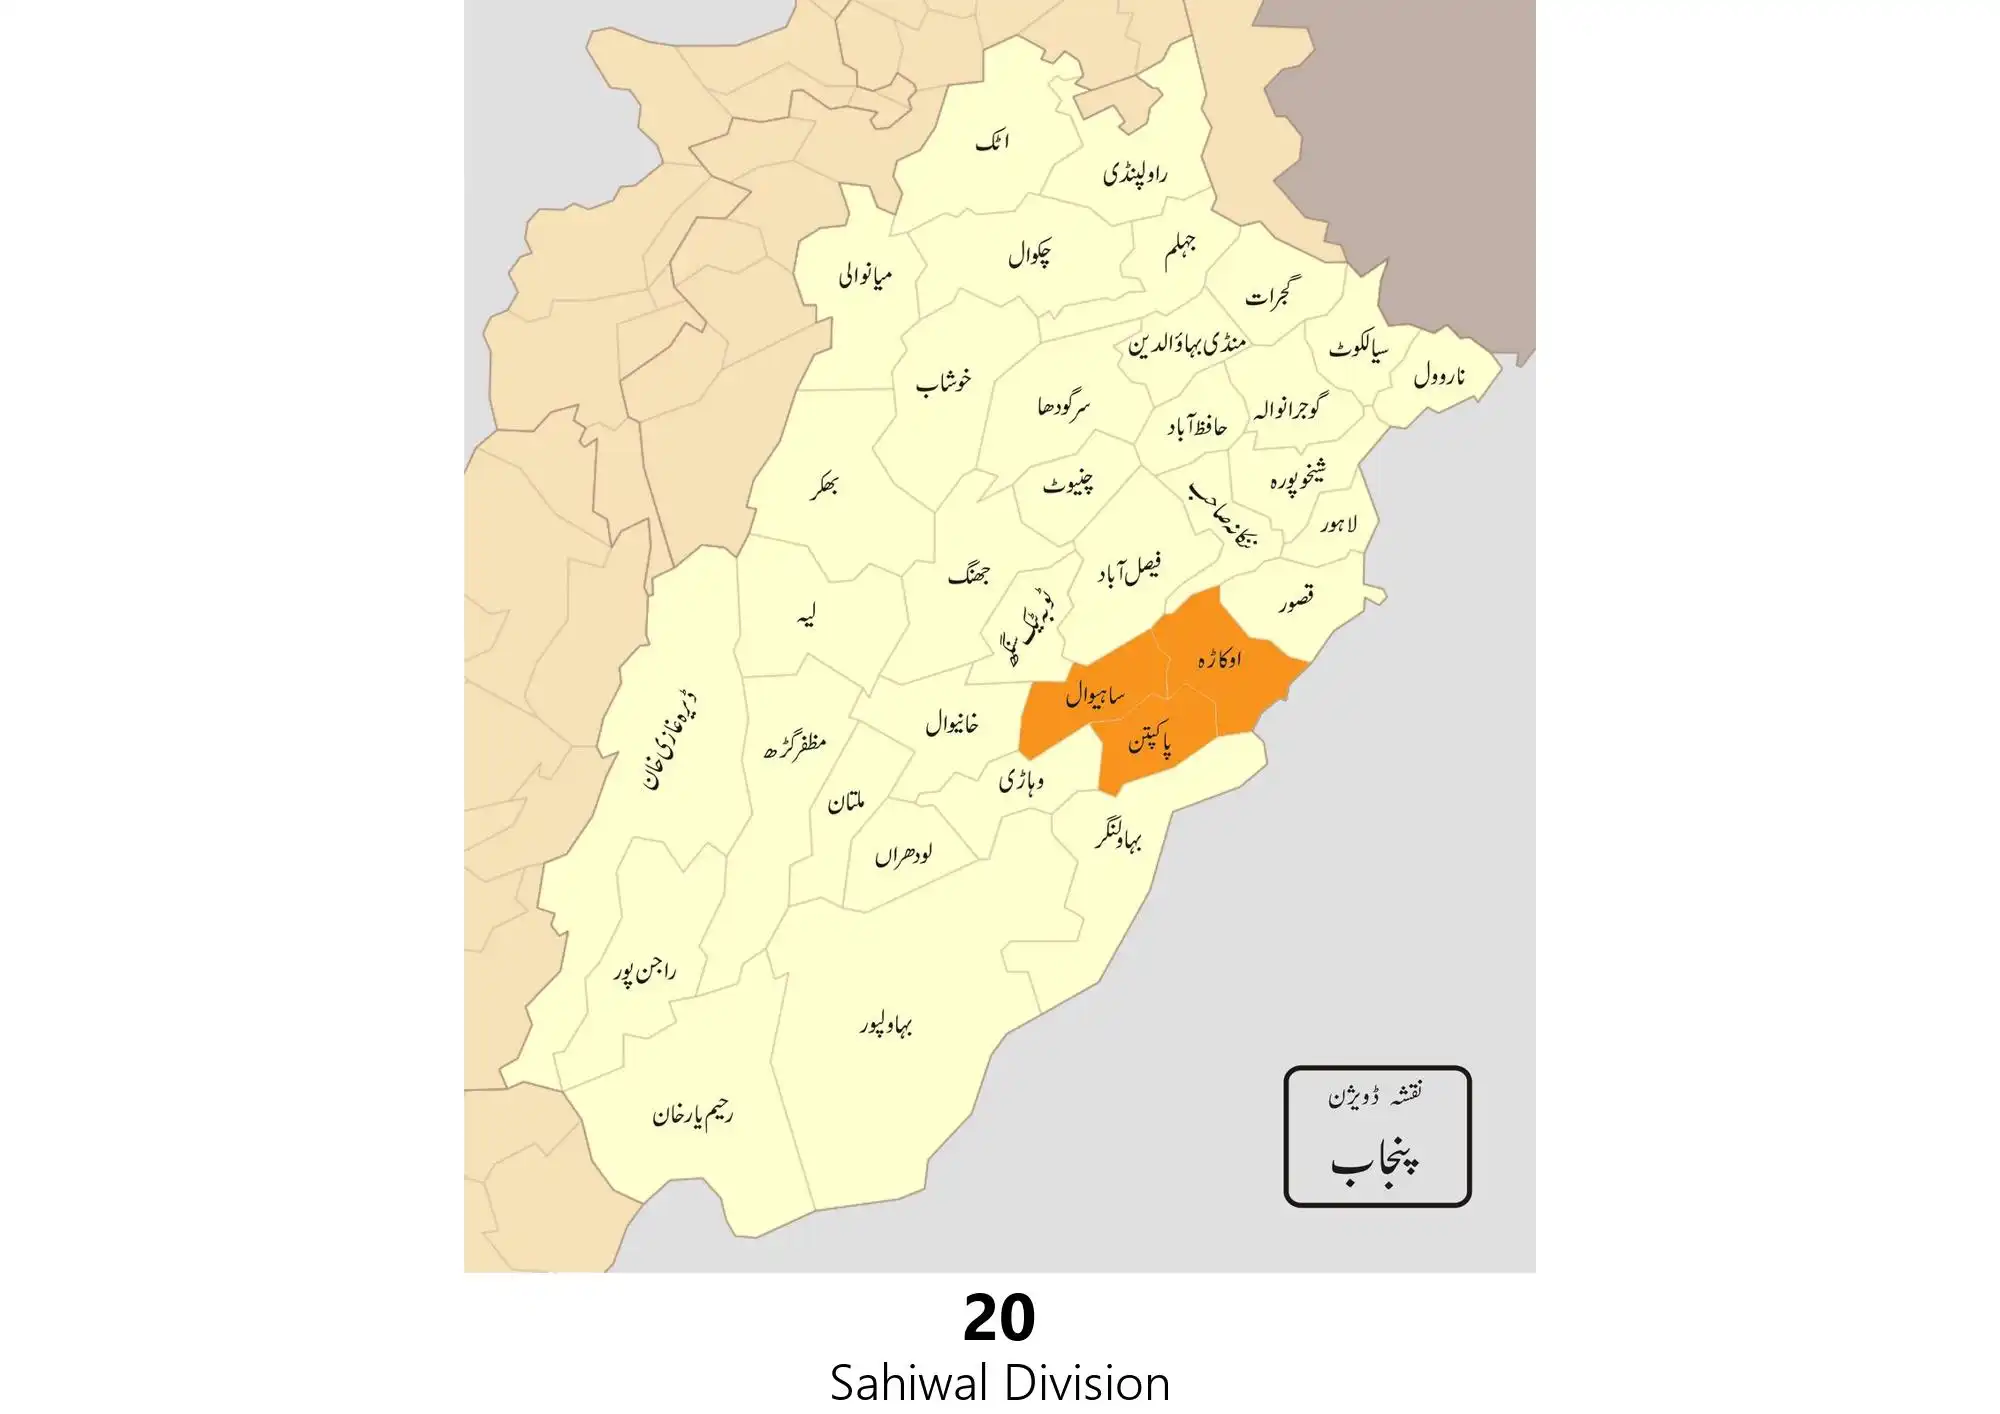 اٹک
راولپنڈی
چکوال
جہلم
میانوالی
گجرات
منڈی بہاؤالدین
سیالکوٹ
نارووال
خوشاب
سرگودھا
حافظ آباد
گوجرانوالہ
شیخوپورہ
چنیوٹ
بھکر
ننکانہ صاحب
لاہور
فیصل آباد
جھنگ
قصور
لیہ
ٹوبہ ٹیک سنگھ
اوکاڑہ
ساہیوال
پاکپتن
خانیوال
ڈیرہ غازی خان
مظفرگڑھ
وہاڑی
ملتان
بہاولنگر
لودھراں
راجن پور
بہاولپور
رحیم یار خان
نقشہ ڈویژن
پنجاب
20
Sahiwal Division